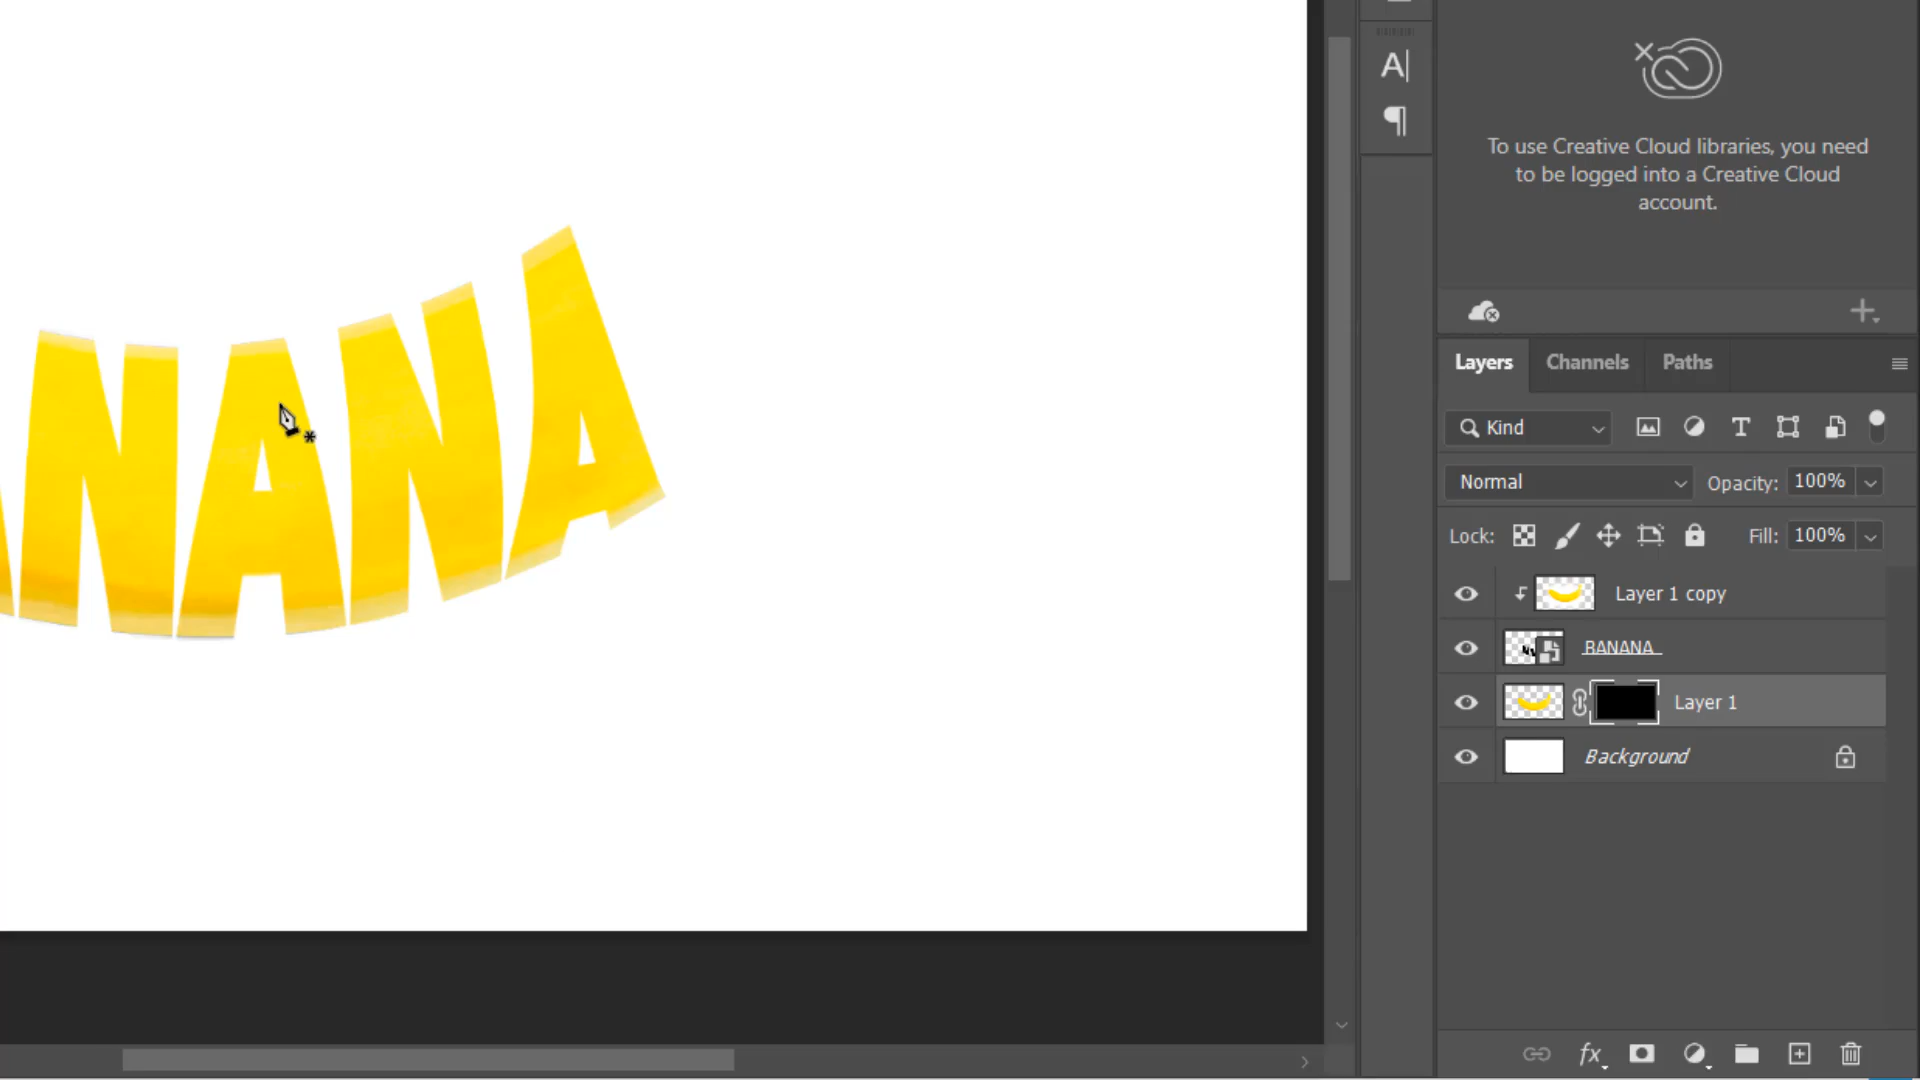 ANANA
A
¶
To use Creative Cloud libraries, you need
to be logged into a Creative Cloud
account.
Layers Channels Paths
Kind
T
Normal Opacity: 100%
Lock: Fill: 100%
Layer 1 copy
BANANA
Layer 1
Background
fx